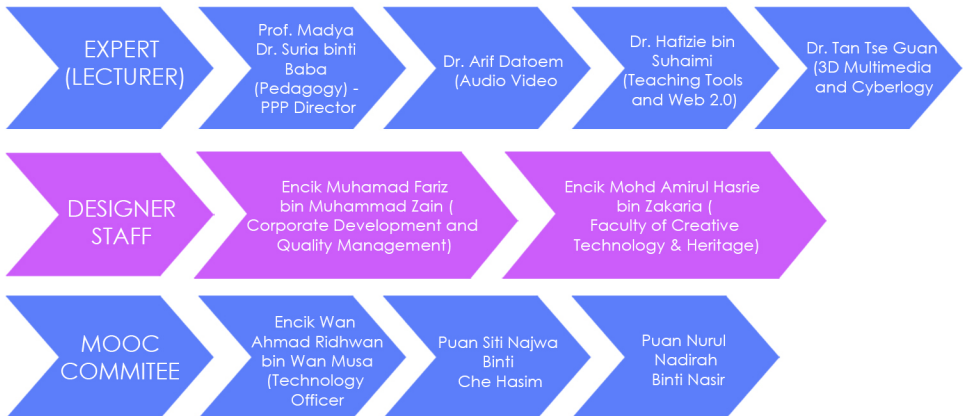 EXPERT
(LECTURER)
Prof. Madya
Dr. Suria binti
Baba
(Pedagogy) -
PPP Director
Dr. Arif Datoem
(Audio Video
Dr. Hafizie bin
Suhaimi
(Teaching Tools
and Web 2.0)
Dr. Tan Tse Guan
(3D Multimedia
and Cyberlogy
DESIGNER
STAFF
Encik Muhamad Fariz
bin Muhammad Zain (
Corporate Development and
Quality Management)
Encik Mohd Amirul Hasrie
bin Zakaria (
Faculty of Creative
Technology & Heritage)
MOOC
COMMITEE
Encik Wan
Ahmad Ridhwan
bin Wan Musa
(Technology
Officer
Puan Siti Najwa
Binti
Che Hasim
Puan Nurul
Nadirah
Binti Nasir